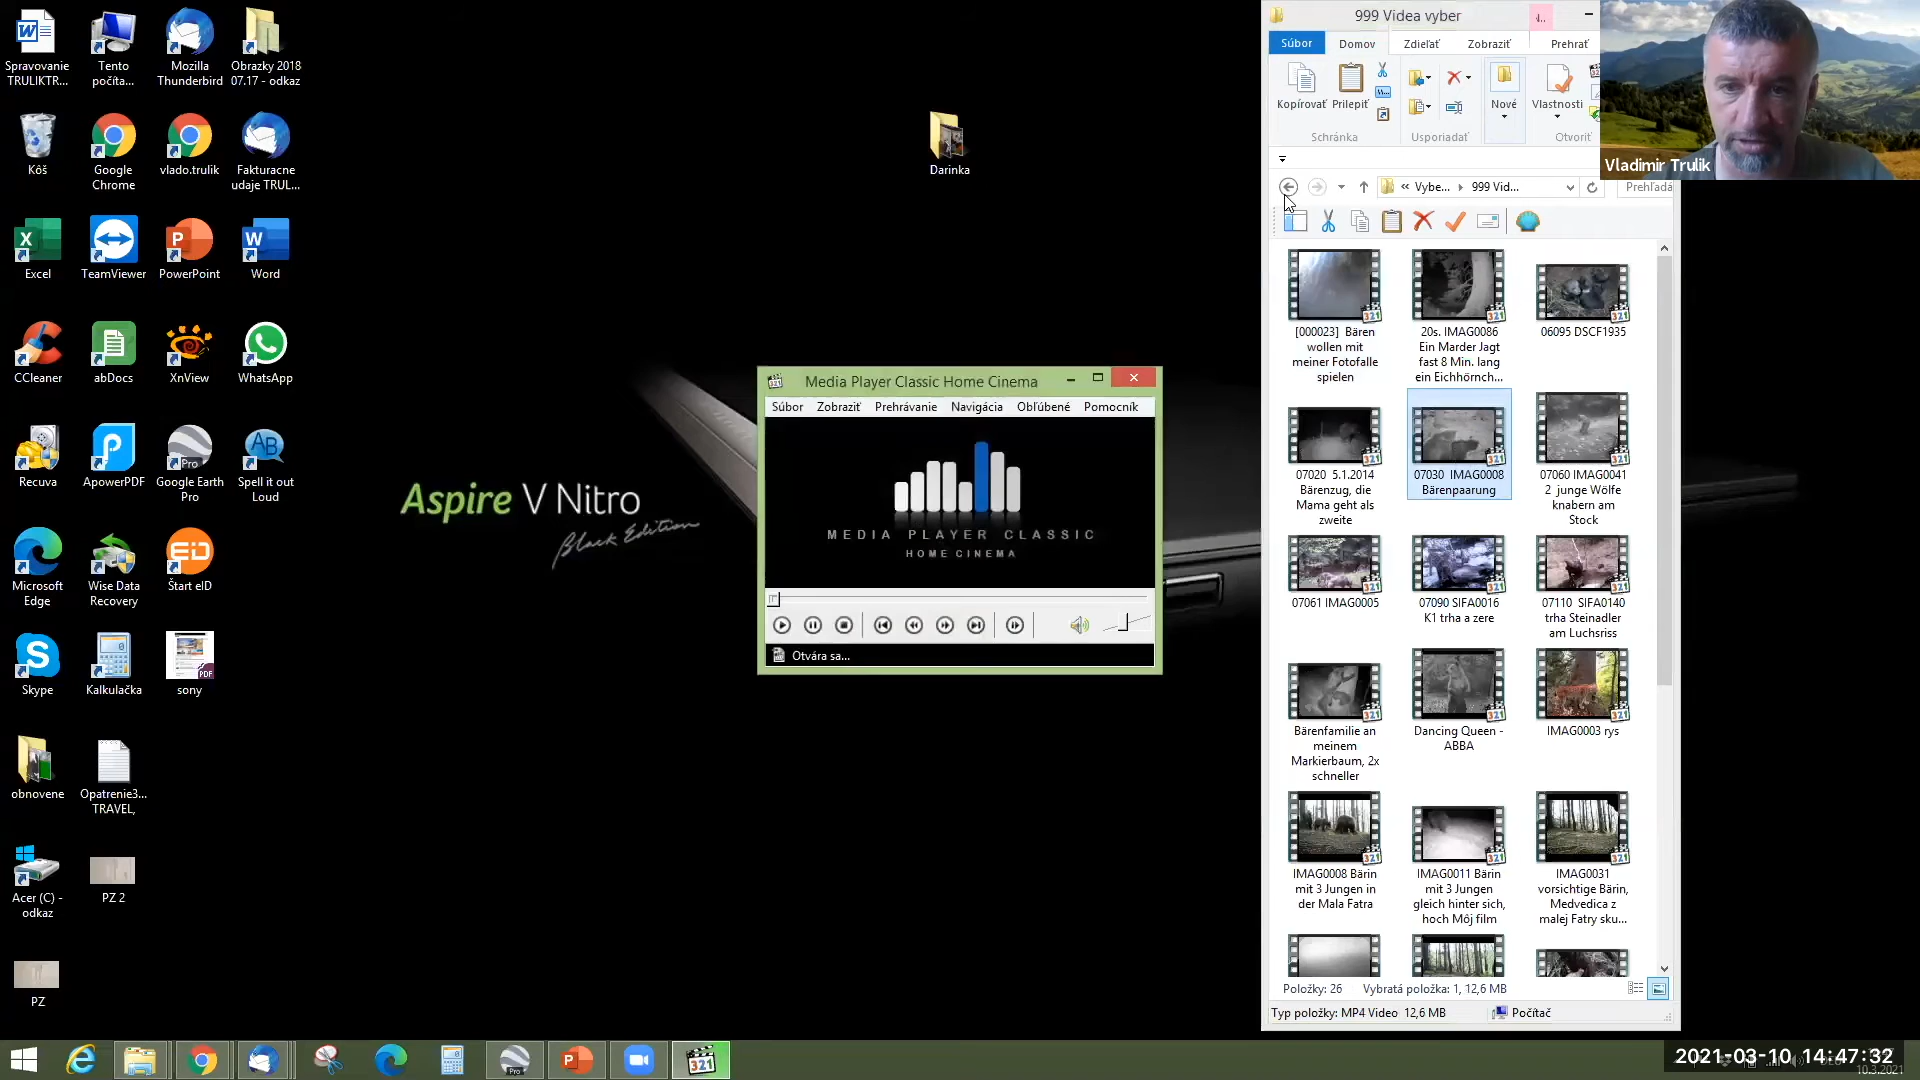 Spravovanie
TRULIKTR...
Tento
počíta...
Mozilla
Thunderbird
Obrazky 2018
07.17 - odkaz
Kôš
Google
Chrome
vlado.trulik
Fakturacne
udaje TRUL...
Darinka
Excel
TeamViewer
PowerPoint
Word
CCleaner
abDocs
XnView
WhatsApp
Recuva
ApowerPDF
Google Earth
Pro
Spell it out
Loud
Microsoft
Edge
Wise Data
Recovery
Štart eID
Skype
Kalkulačka
sony
obnovene
Opatrenie3...
TRAVEL,
Acer (C) -
odkaz
PZ 2
PZ
Aspire V Nitro
Black Edition
Media Player Classic Home Cinema
Súbor Zobraziť Prehrávanie Navigácia Obľúbené Pomocník
MEDIA PLAYER CLASSIC
HOME CINEMA
Otvára sa...
999 Videa vyber
Súbor Domov Zdieľať Zobraziť Prehrať
Kopírovať Prilepiť Nové Vlastnosti
Schránka Usporiadať Otvoriť
Vladimir Trulik
« Vybe... 999 Vid... Prehľadá
[000023] Bären
wollen mit
meiner Fotofalle
spielen
20s. IMAG0086
Ein Marder Jagt
fast 8 Min. lang
ein Eichhörnch...
06095 DSCF1935
07020 5.1.2014
Bärenzug, die
Mama geht als
zweite
07030 IMAG0008
Bärenpaarung
07060 IMAG0041
2 junge Wölfe
knabern am
Stock
07061 IMAG0005
07090 SIFA0016
K1 trha a zere
07110 SIFA0140
trha Steinadler
am Luchsriss
Bärenfamilie an
meinem
Markierbaum, 2x
schneller
Dancing Queen -
ABBA
IMAG0003 rys
IMAG0008 Bärin
mit 3 Jungen in
der Mala Fatra
IMAG0011 Bärin
mit 3 Jungen
gleich hinter sich,
hoch Môj film
IMAG0031
vorsichtige Bärin,
Medvedica z
malej Fatry sku...
Položky: 26 Vybratá položka: 1, 12,6 MB
Typ položky: MP4 Video 12,6 MB Počítač
2021-03-10 14:47:32
10.3.2021